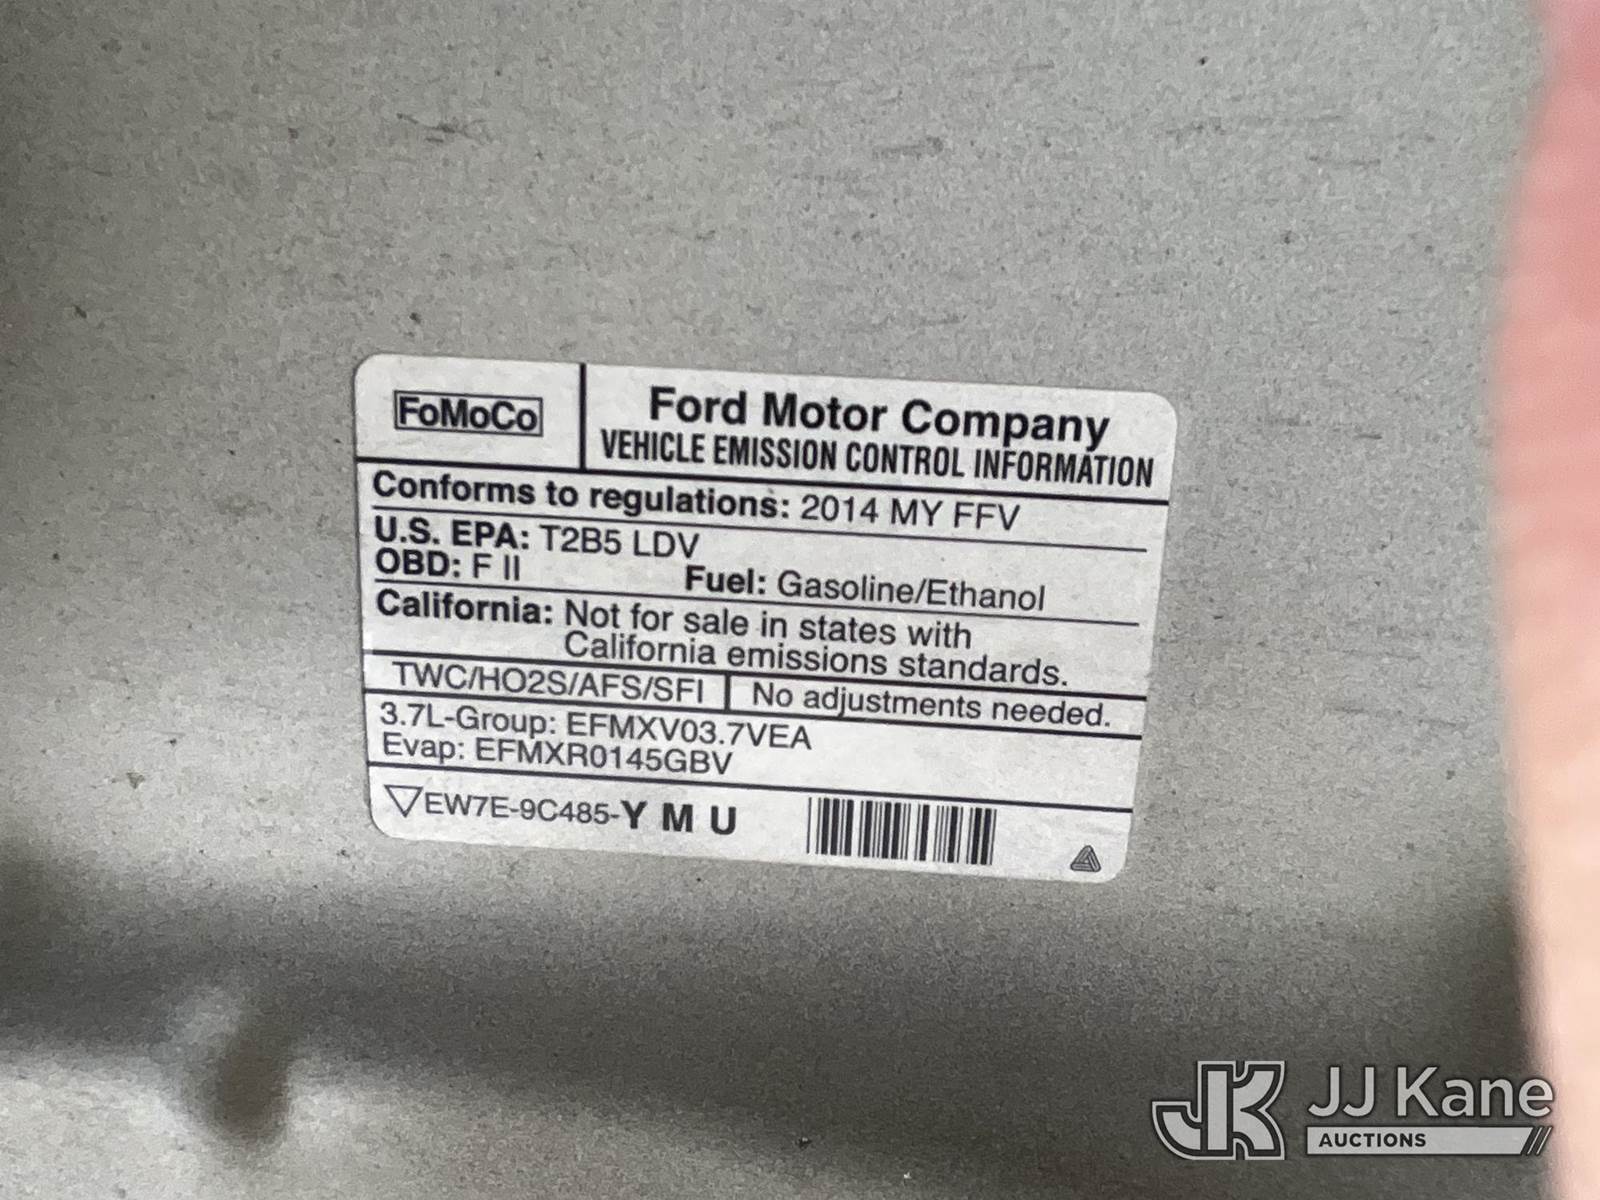 FoMoCo
Ford Motor Company
VEHICLE EMISSION CONTROL INFORMATION
Conforms to regulations: 2014 MY FFV
U.S. EPA: T2B5 LDV
OBD: F II Fuel: Gasoline/Ethanol
California: Not for sale in states with
California emissions standards.
TWC/HO2S/AFS/SFI No adjustments needed.
3.7L-Group: EFMXV03.7VEA
Evap: EFMXR0145GBV
EW7E-9C485-Y M U
JK JJ Kane
AUCTIONS